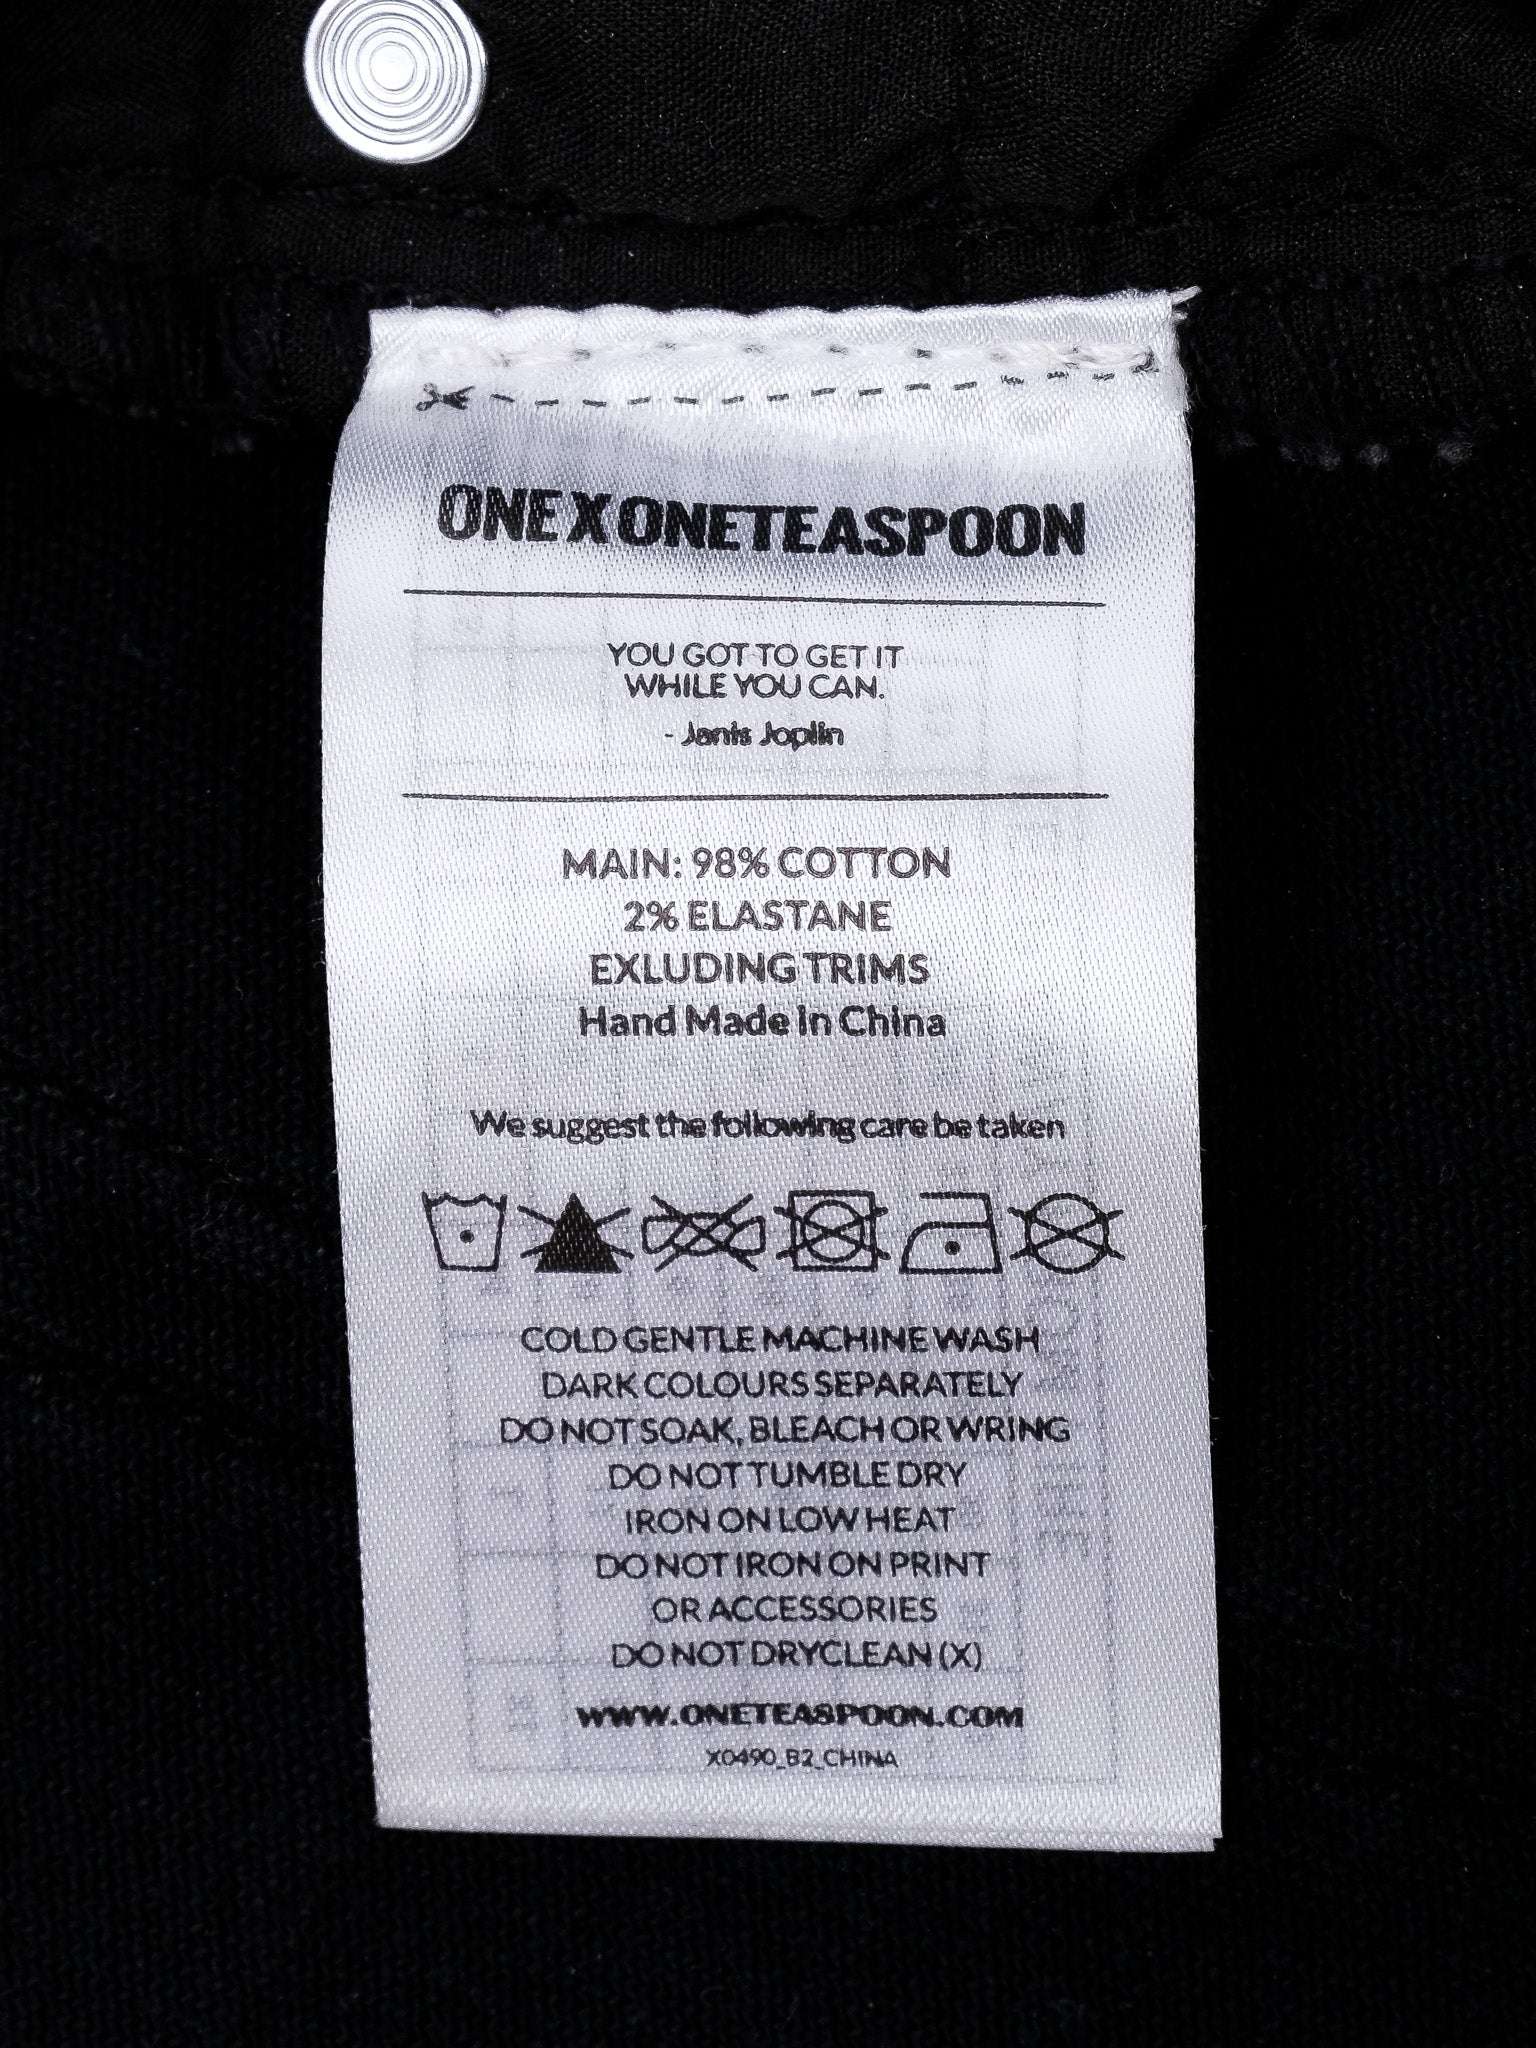 ONEXONETEASPOON
YOU GOT TO GET IT
WHILE YOU CAN.
- Janis Joplin
MAIN: 98% COTTON
2% ELASTANE
EXLUDING TRIMS
Hand Made in China
We suggest the following care be taken
COLD GENTLE MACHINE WASH
DARK COLOURS SEPARATELY
DO NOT SOAK, BLEACH OR WRING
DO NOT TUMBLE DRY
IRON ON LOW HEAT
DO NOT IRON ON PRINT
OR ACCESSORIES
DO NOT DRYCLEAN (X)
WWW.ONETEASPOON.COM
X0490_B2_CHINA